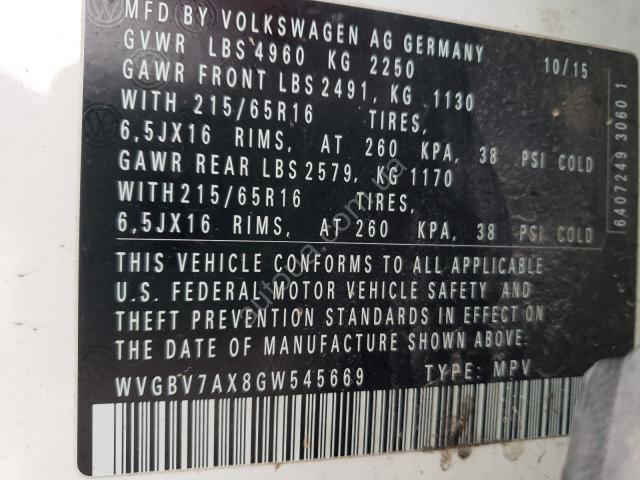 MFD BY VOLKSWAGEN AG GERMANY
GVWR LBS 4960 KG 2250 10/15
GAWR FRONT LBS 2491, KG 1130
WITH 215/65R16 TIRES,
6,5JX16 RIMS, AT 260 KPA, 38 PSI COLD
GAWR REAR LBS 2579, KG 1170
WITH 215/65R16 TIRES,
6,5JX16 RIMS, AT 260 KPA, 38 PSI COLD
THIS VEHICLE CONFORMS TO ALL APPLICABLE
U.S. FEDERAL MOTOR VEHICLE SAFETY AND
THEFT PREVENTION STANDARDS IN EFFECT ON
THE DATE OF MANUFACTURE SHOWN ABOVE:
WVGBV7AX8GW545669 TYPE: MPV
6407249 3060 1
autobua.com.ua